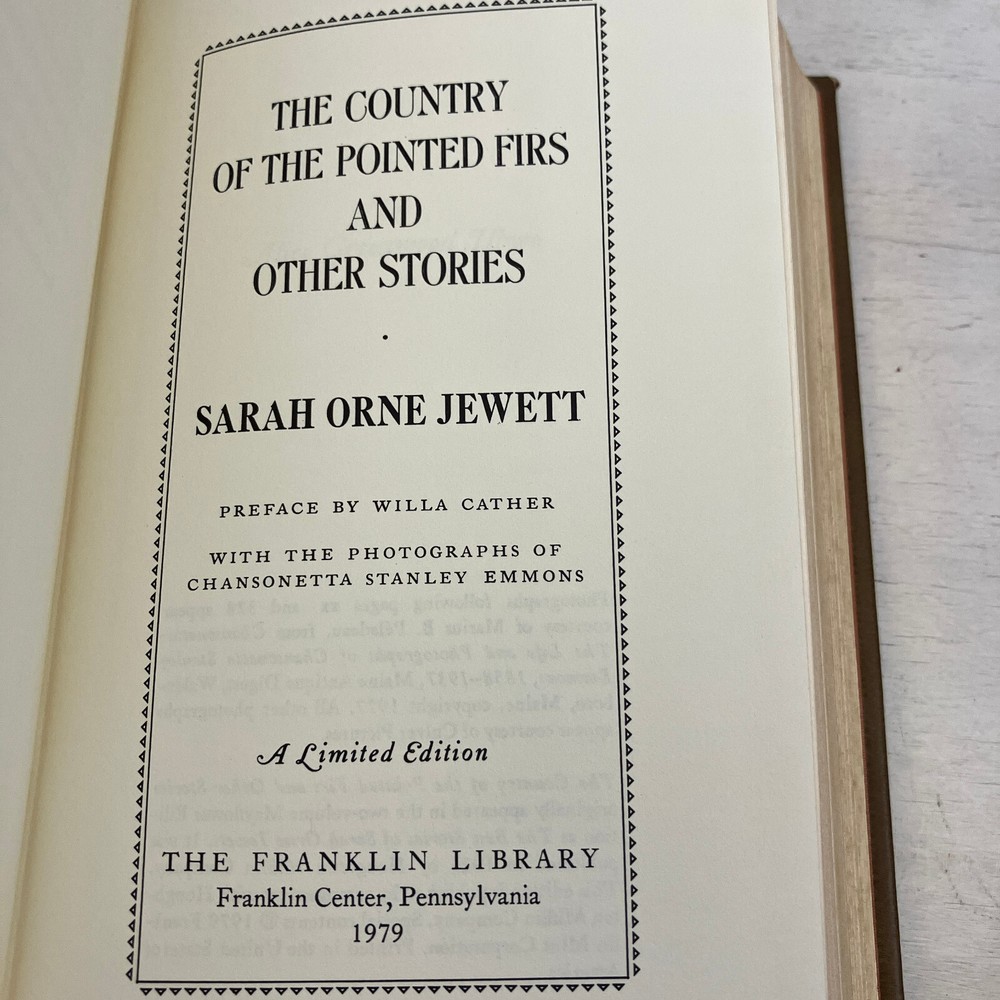 THE COUNTRY
OF THE POINTED FIRS
AND
OTHER STORIES
SARAH ORNE JEWETT
PREFACE BY WILLA CATHER
WITH THE PHOTOGRAPHS OF
CHANSONETTA STANLEY EMMONS
A Limited Edition
THE FRANKLIN LIBRARY
Franklin Center, Pennsylvania
1979